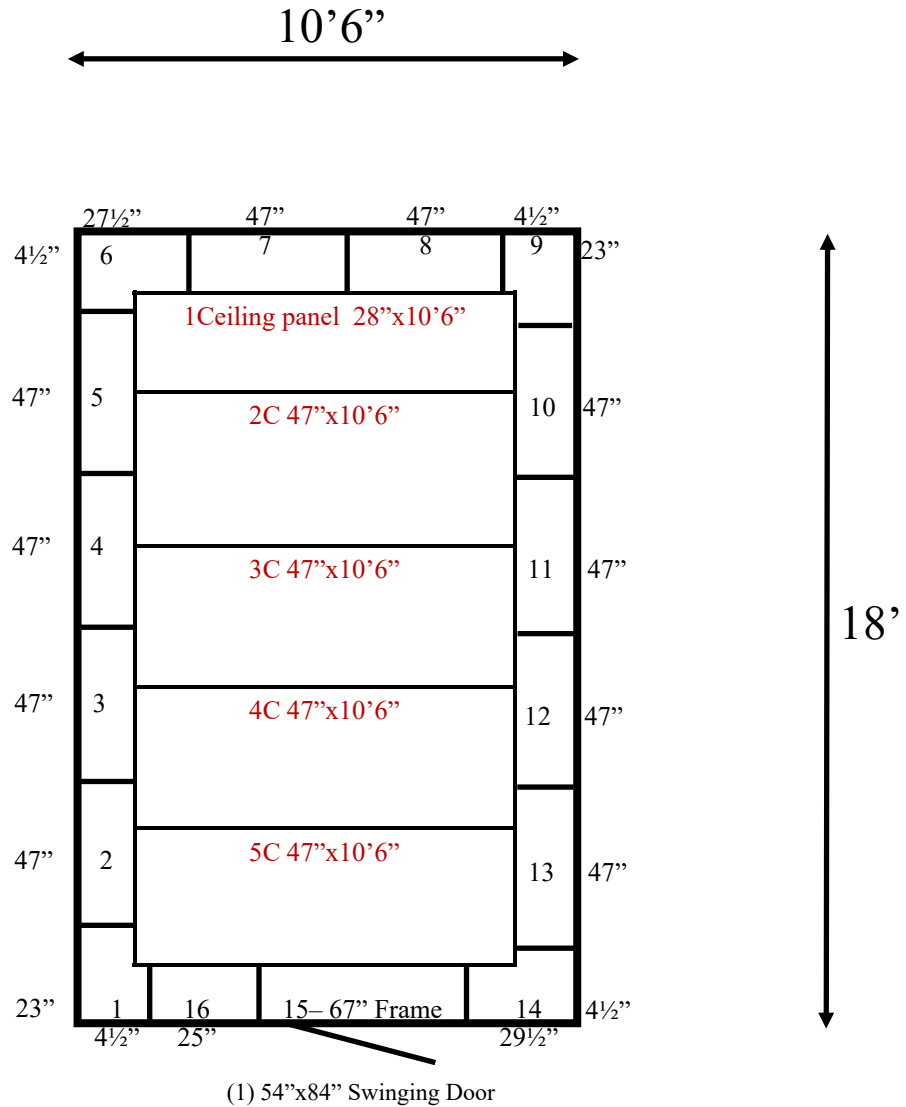 10’6”
27½” 47” 47” 4½”
4½” 6 7 8 9 23”
1Ceiling panel 28”x10’6”
47” 5 10 47”
2C 47”x10’6”
47” 4 11 47”
3C 47”x10’6”
18’
47” 3 12 47”
4C 47”x10’6”
47” 2 13 47”
5C 47”x10’6”
23” 1 16 15– 67” Frame 14 4½”
4½” 25” 29½”
(1) 54”x84” Swinging Door